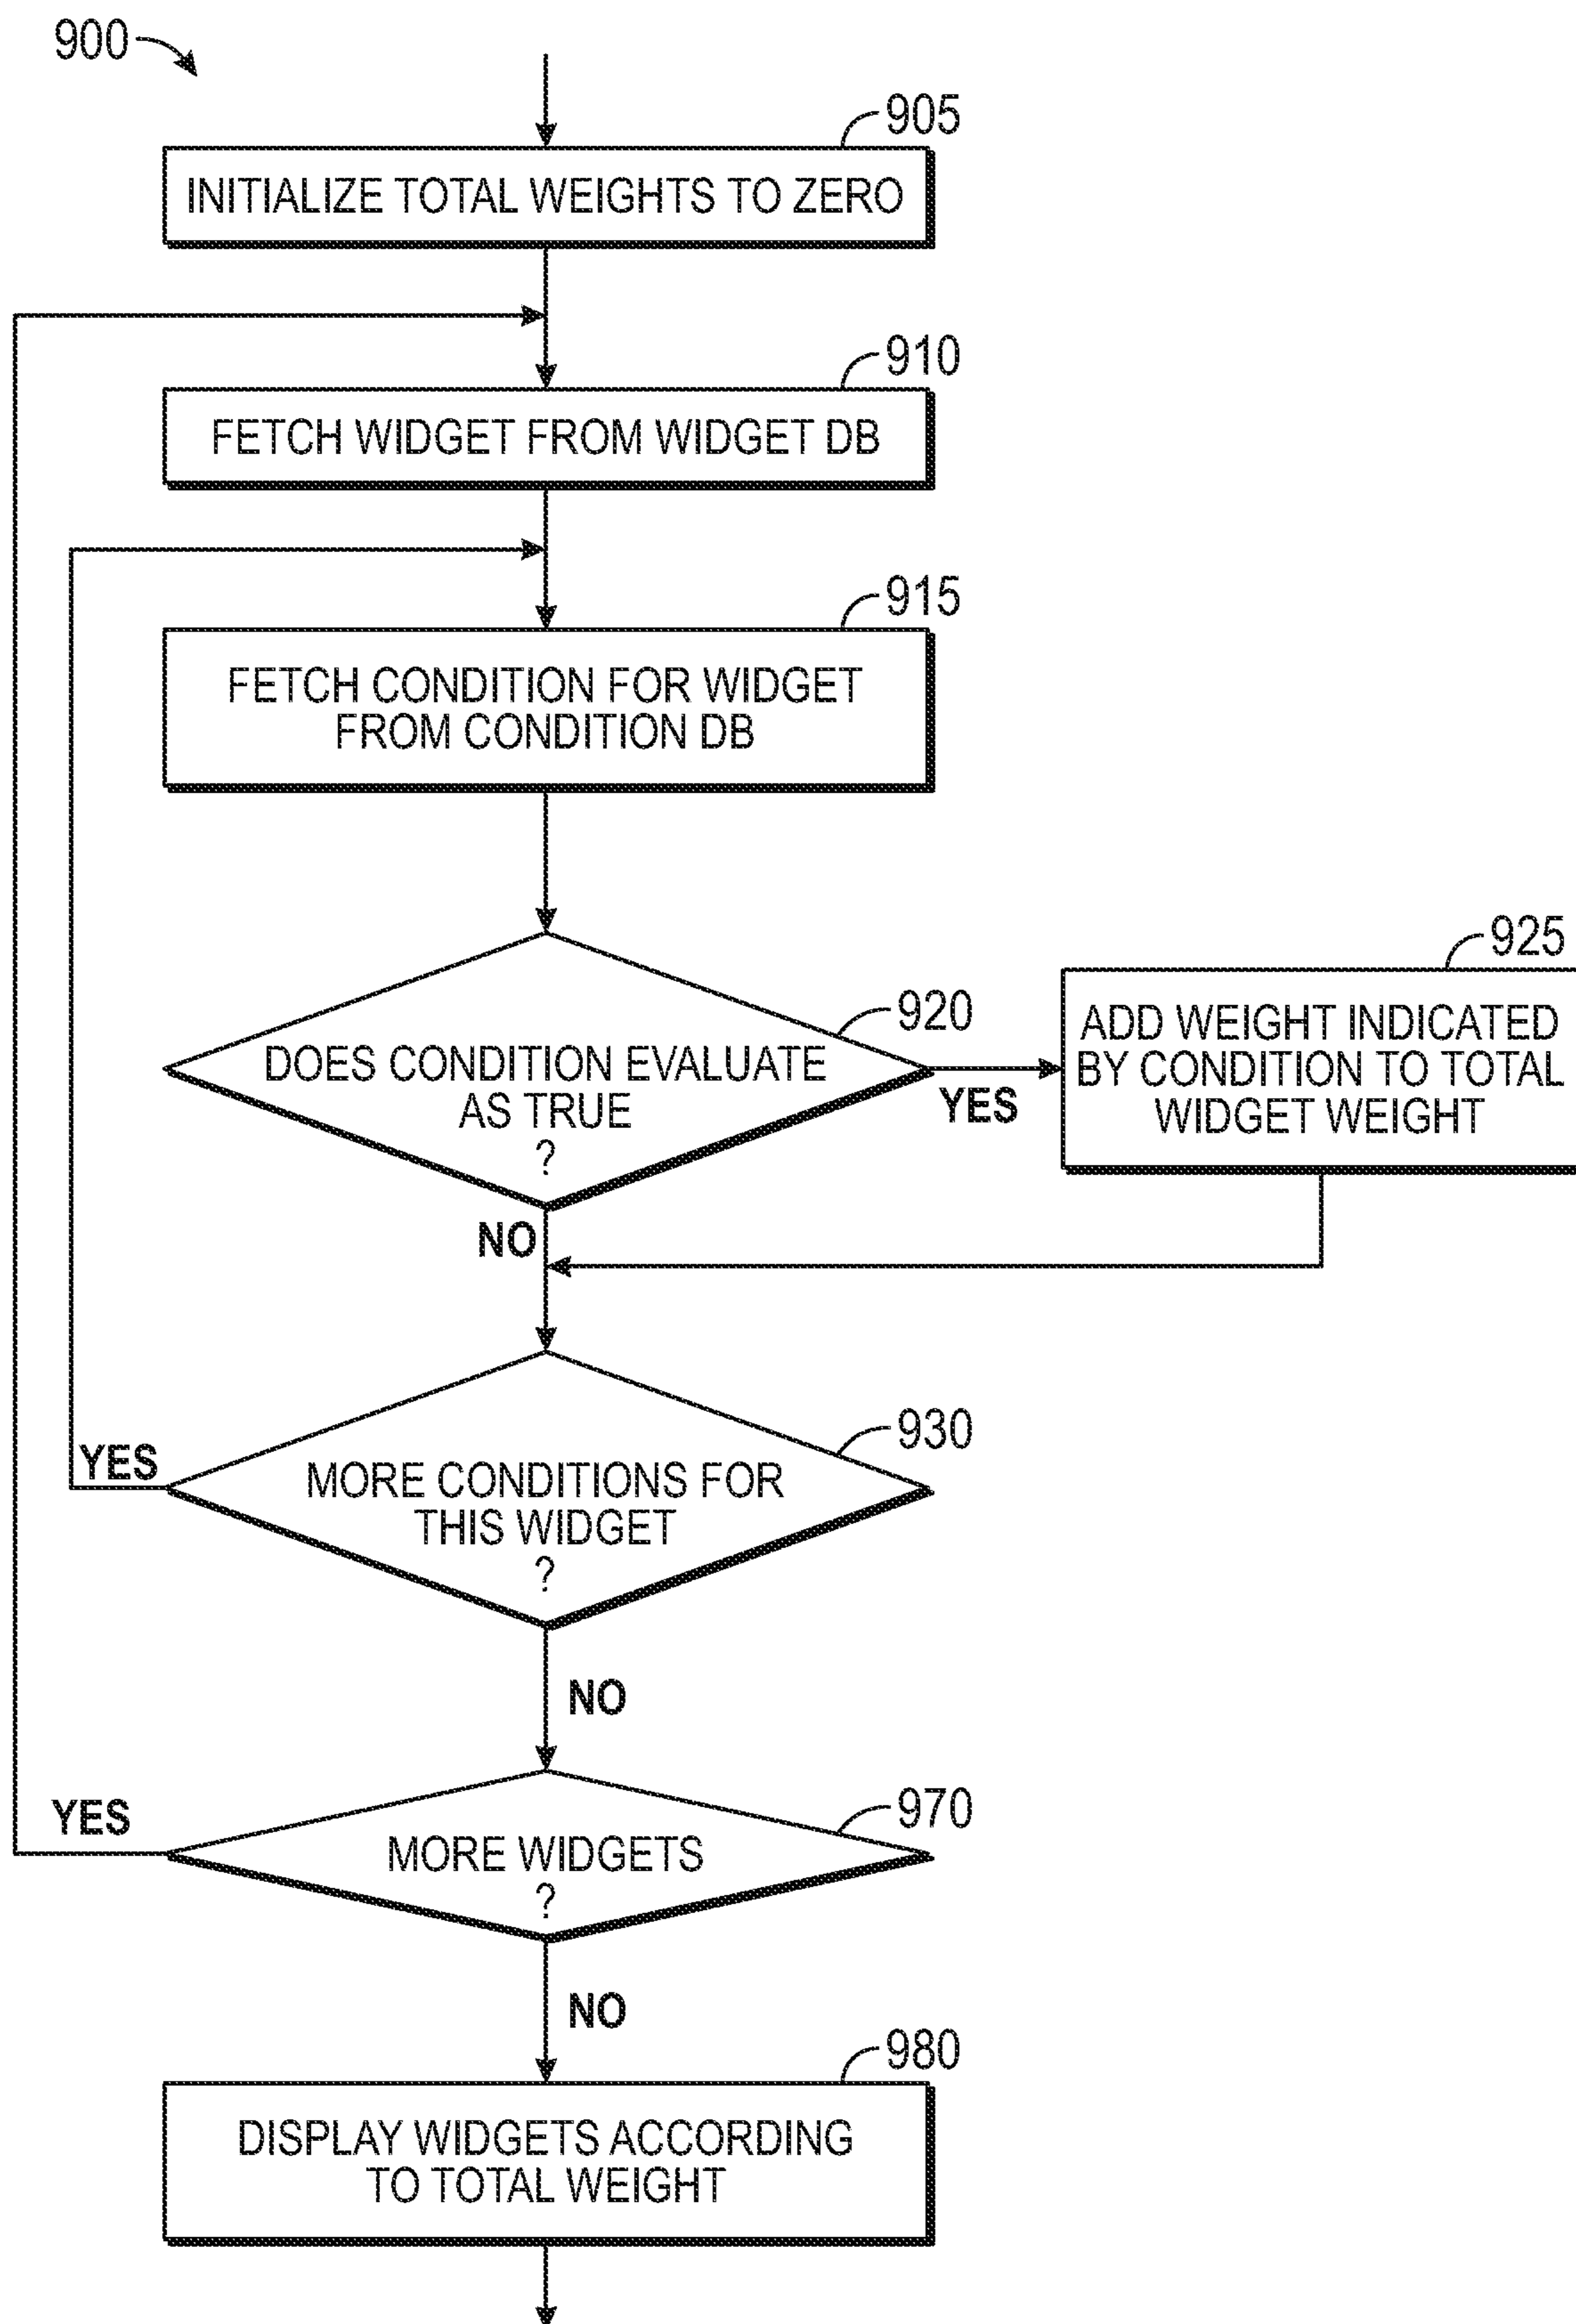 900
905
INITIALIZE TOTAL WEIGHTS TO ZERO
910
FETCH WIDGET FROM WIDGET DB
915
FETCH CONDITION FOR WIDGET
FROM CONDITION DB
920
DOES CONDITION EVALUATE
AS TRUE
?
YES
925
ADD WEIGHT INDICATED
BY CONDITION TO TOTAL
WIDGET WEIGHT
NO
930
MORE CONDITIONS FOR
THIS WIDGET
?
YES
NO
970
MORE WIDGETS
?
YES
NO
980
DISPLAY WIDGETS ACCORDING
TO TOTAL WEIGHT